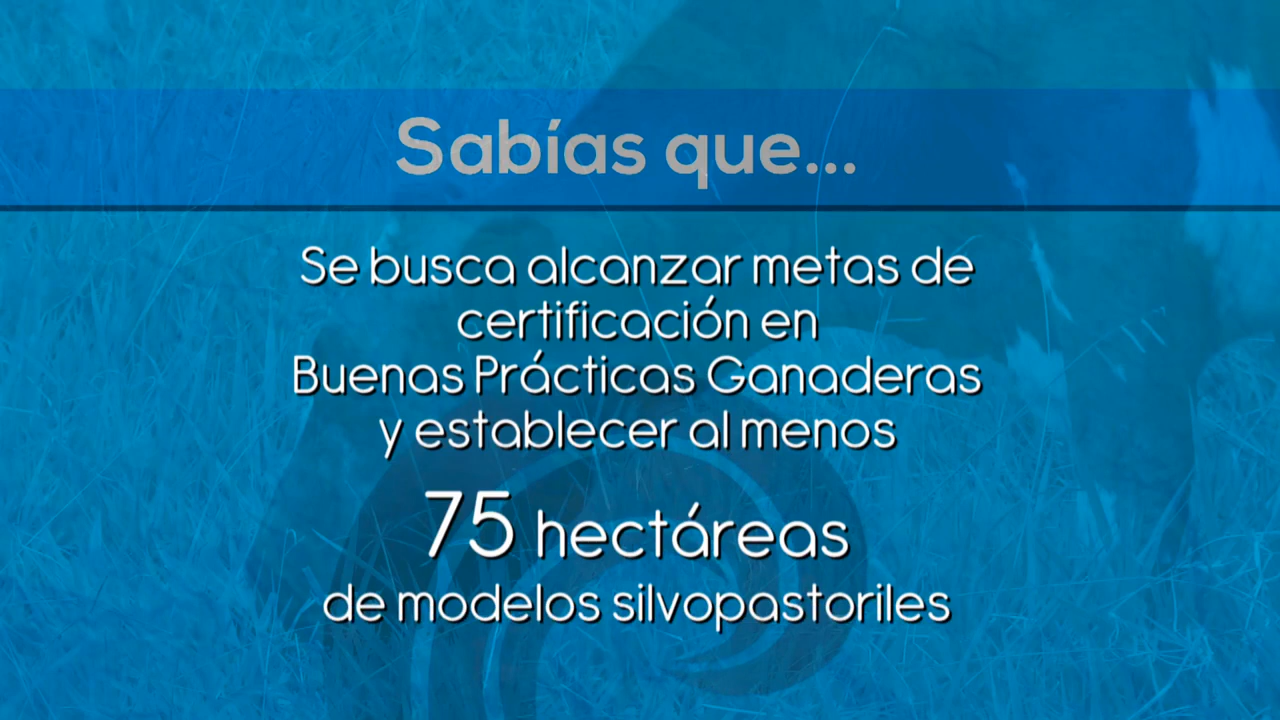 Sabías que...
Se busca alcanzar metas de
certificación en
Buenas Prácticas Ganaderas
y establecer al menos
75 hectáreas
de modelos silvopastoriles